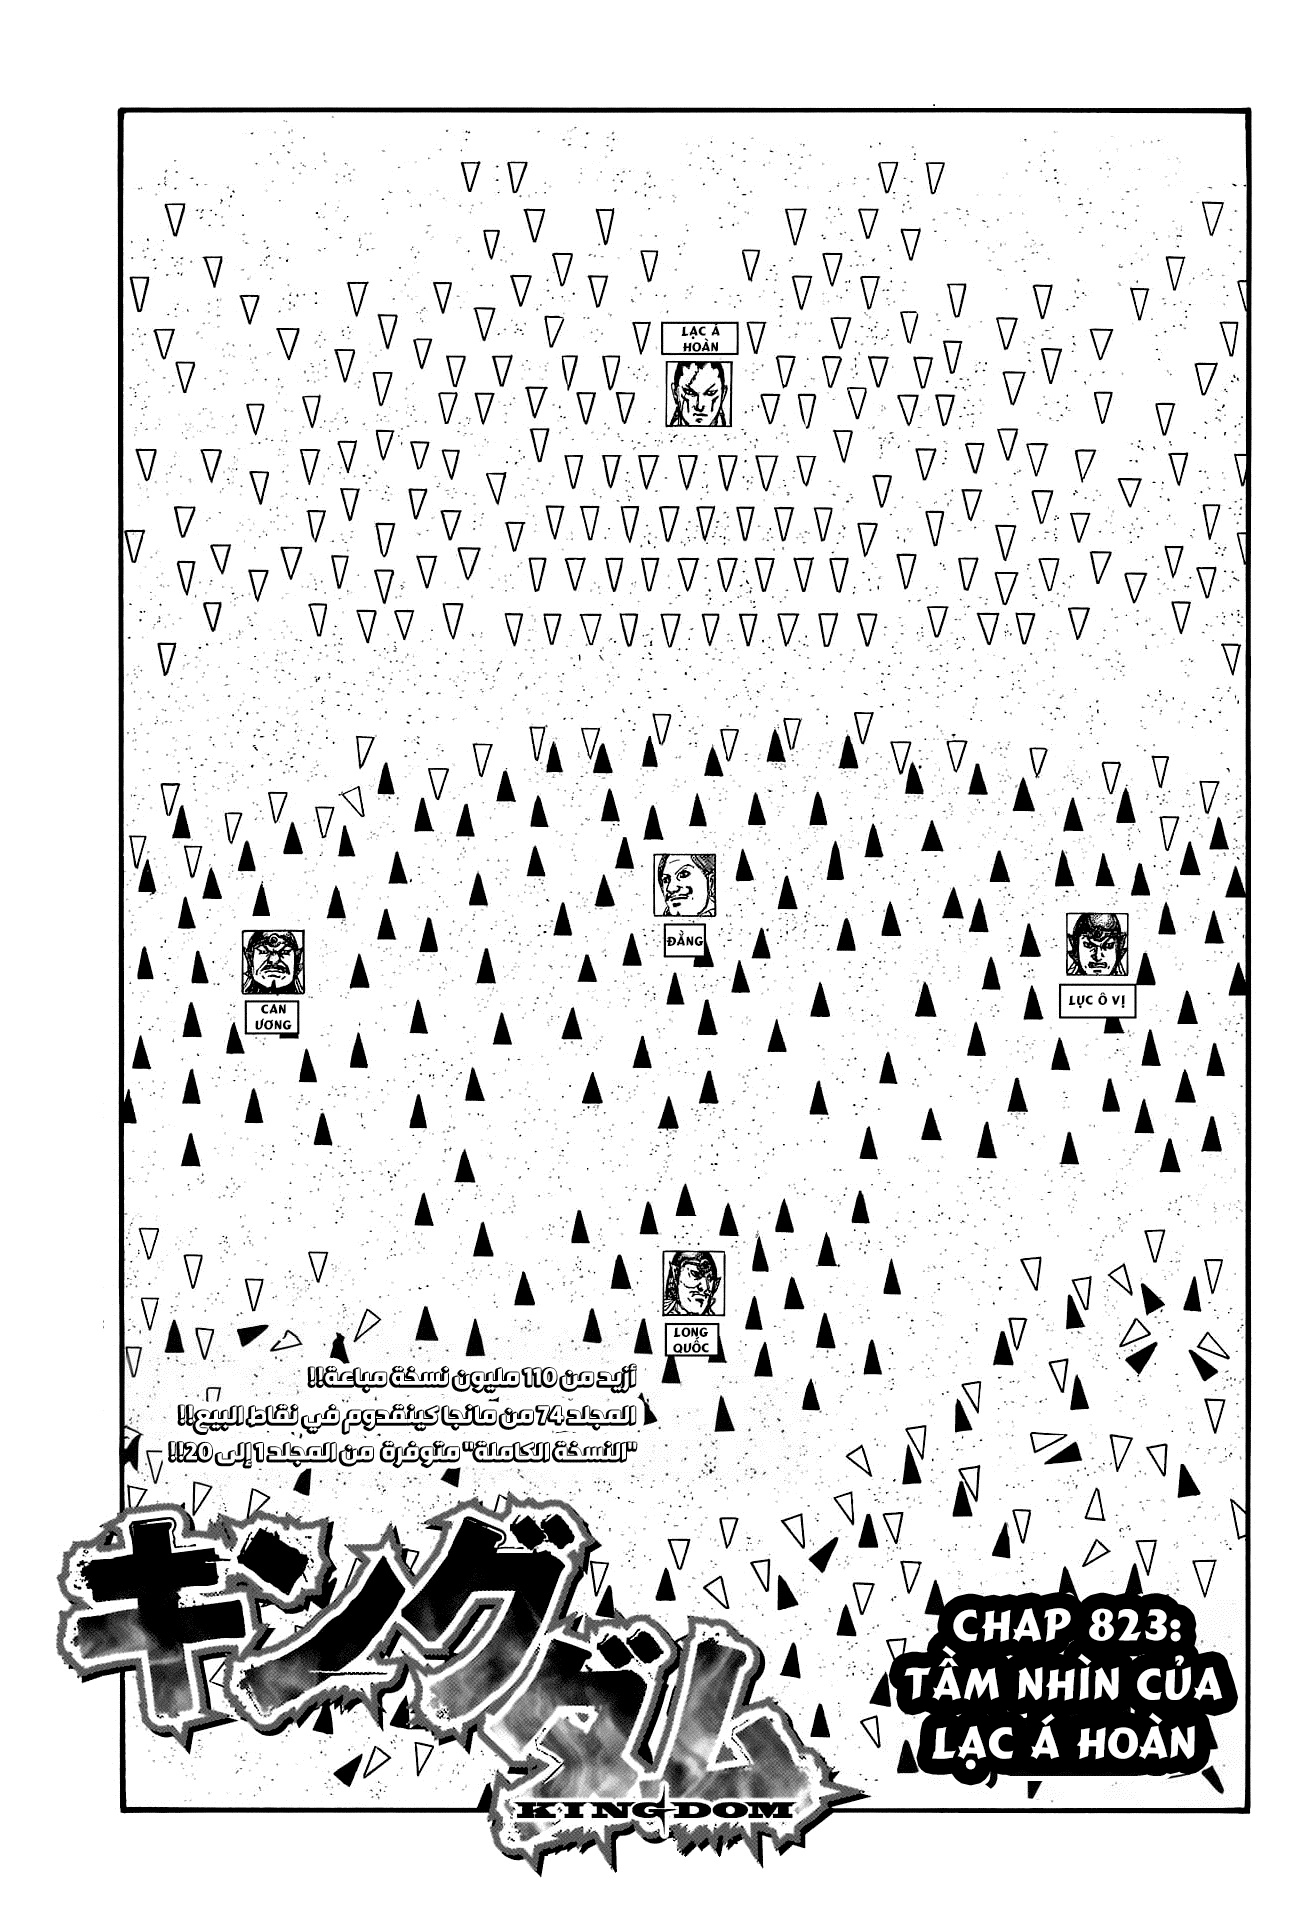 LẠC Á
HOÀN
ĐẰNG
CAN
ƯƠNG
LỤC Ô VỊ
LONG
QUỐC
أزيد من 110 مليون نسخة مباعة!!
المجلد 74 من مانجا كينقدوم في نقاط البيع!!
"النسخة الكاملة" متوفرة من المجلد 1 إلى 20!!
キングダム
KINGDOM
CHAP 823:
TẦM NHÌN CỦA
LẠC Á HOÀN